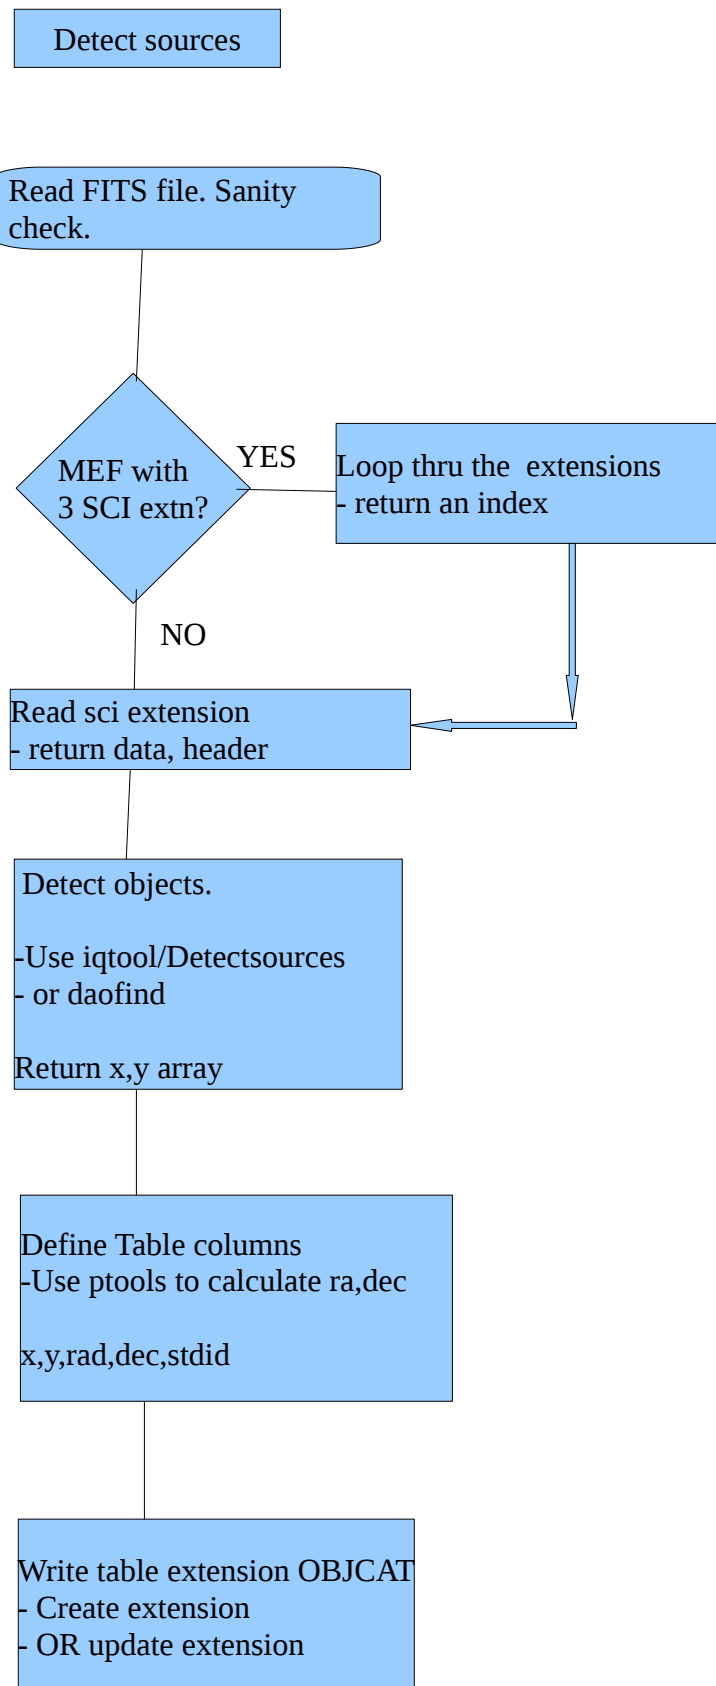 Detect sources
Read FITS file. Sanity
check.
MEF with
3 SCI extn?
YES
Loop thru the  extensions
- return an index
NO
Read sci extension
- return data, header
Detect objects.
-Use iqtool/Detectsources
- or daofind
Return x,y array
Define Table columns
-Use ptools to calculate ra,dec
x,y,rad,dec,stdid
Write table extension OBJCAT
- Create extension
- OR update extension